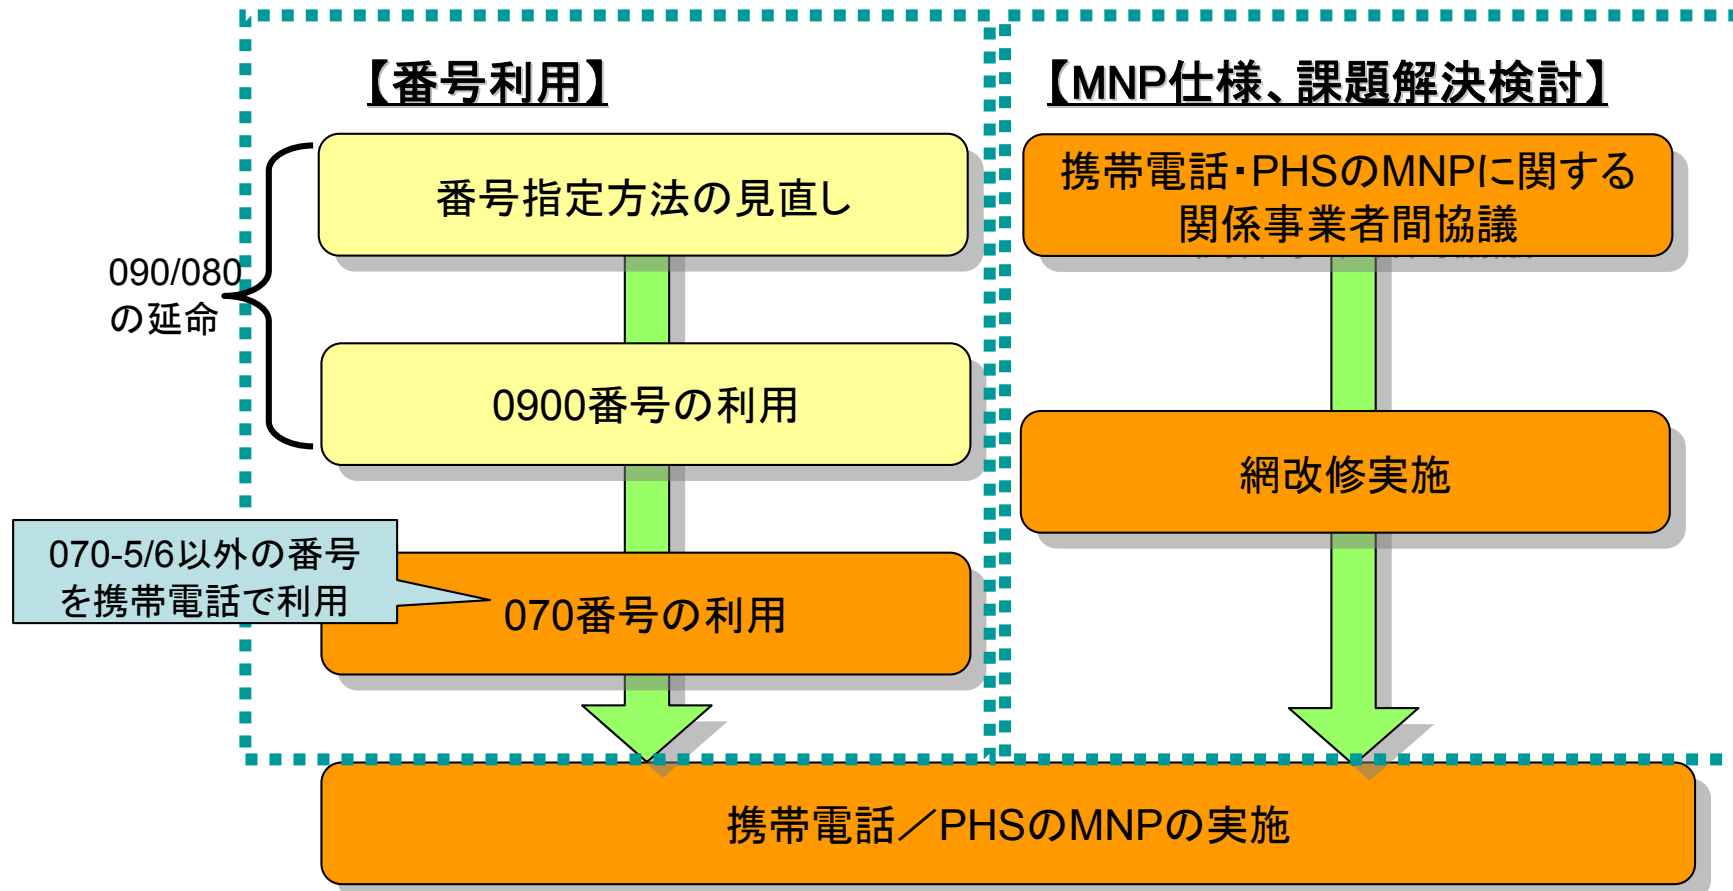 【番号利用】
番号指定方法の見直し
090/080
の延命
0900番号の利用
070-5/6以外の番号
を携帯電話で利用
070番号の利用
【MNP仕様、課題解決検討】
携帯電話・PHSのMNPに関する
関係事業者間協議
網改修実施
携帯電話／PHSのMNPの実施